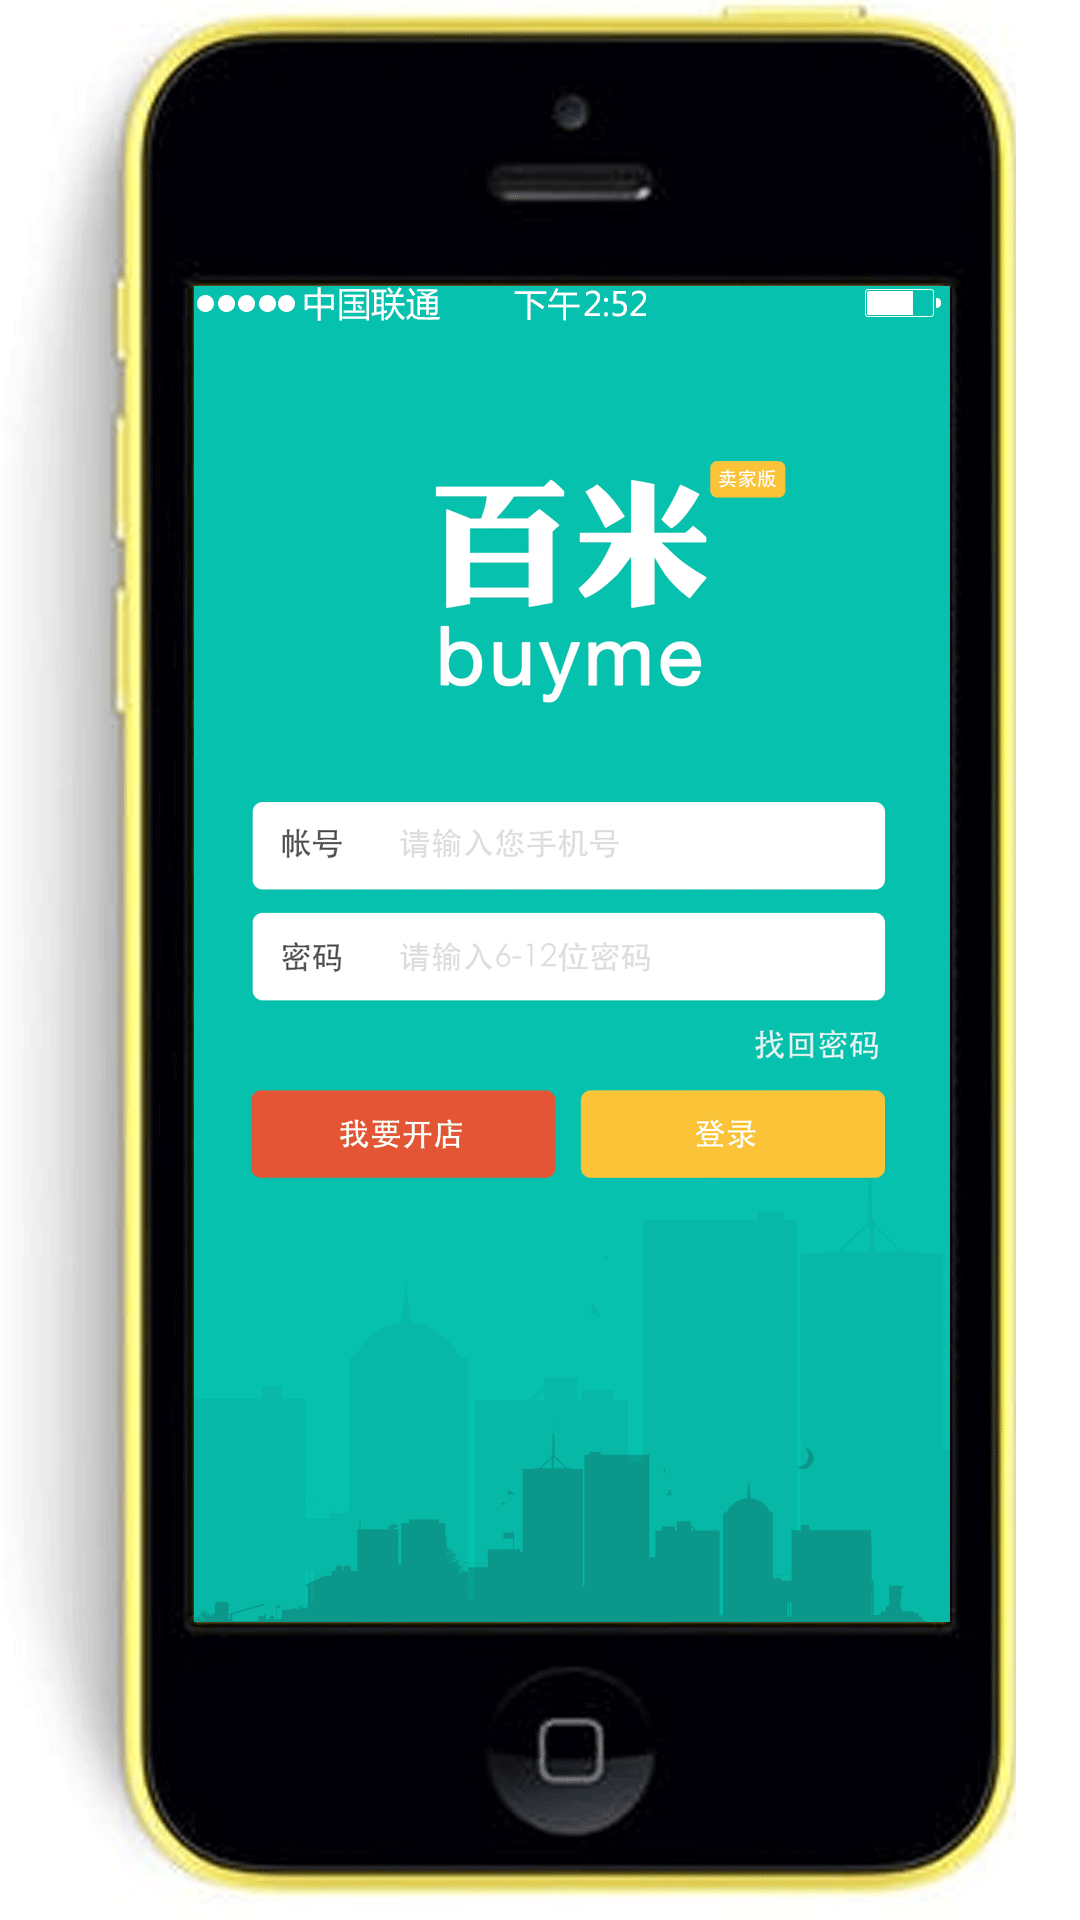 中国联通 下午2:52
卖家版
百米
buyme
帐号 请输入您手机号
密码 请输入6-12位密码
找回密码
我要开店 登录